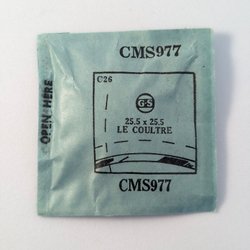 CMS977
C26
GS
25.5 x 25.5
LE COULTRE
CMS977
OPEN HERE